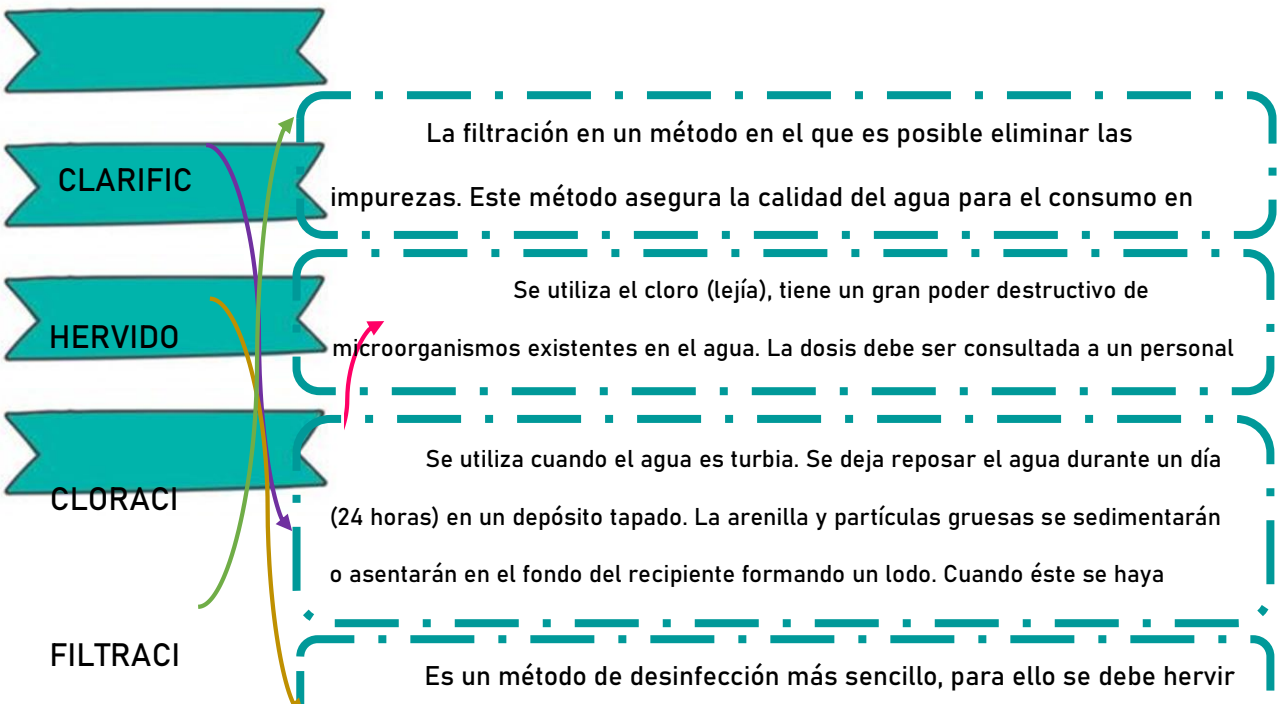 CLARIFIC
HERVIDO
CLORACI
FILTRACI
La filtración en un método en el que es posible eliminar las
impurezas. Este método asegura la calidad del agua para el consumo en
Se utiliza el cloro (lejía), tiene un gran poder destructivo de
microorganismos existentes en el agua. La dosis debe ser consultada a un personal
Se utiliza cuando el agua es turbia. Se deja reposar el agua durante un día
(24 horas) en un depósito tapado. La arenilla y partículas gruesas se sedimentarán
o asentarán en el fondo del recipiente formando un lodo. Cuando éste se haya
Es un método de desinfección más sencillo, para ello se debe hervir